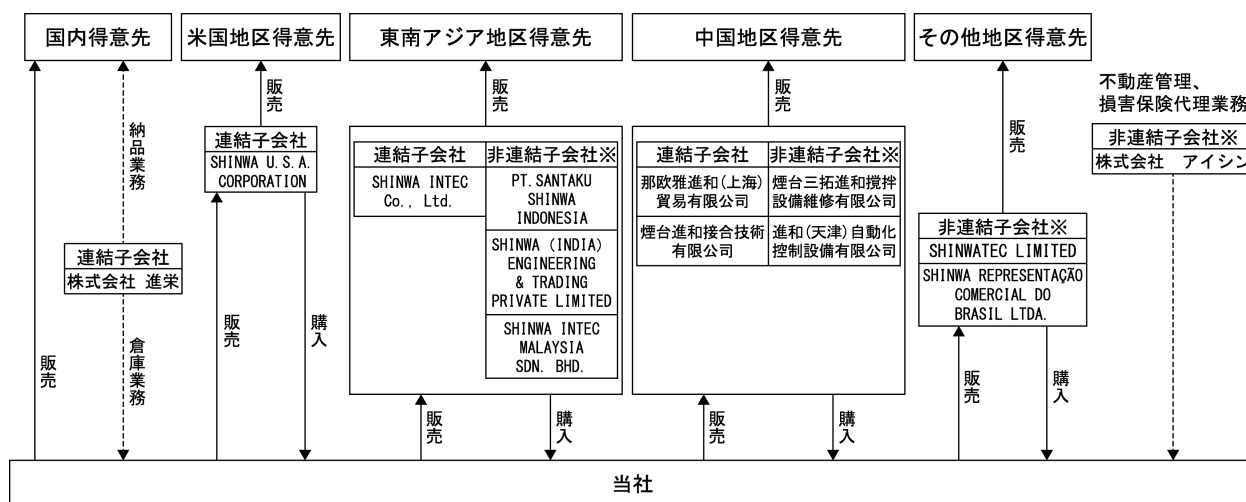 国内得意先
米国地区得意先
東南アジア地区得意先
中国地区得意先
その他地区得意先
不動産管理、
損害保険代理業務
非連結子会社※
株式会社 アイシン
販売
納品業務
連結子会社
株式会社 進栄
倉庫業務
販売
連結子会社
SHINWA U.S.A.
CORPORATION
販売
購入
販売
連結子会社
SHINWA INTEC
Co., Ltd.
非連結子会社※
PT.SANTAKU
SHINWA
INDONESIA
SHINWA (INDIA)
ENGINEERING
& TRADING
PRIVATE LIMITED
SHINWA INTEC
MALAYSIA
SDN. BHD.
販売
購入
販売
連結子会社
那欧雅進和(上海)
貿易有限公司
煙台進和接合技術
有限公司
非連結子会社※
煙台三拓進和撹拌
設備維修有限公司
進和(天津)自動化
控制設備有限公司
販売
購入
販売
非連結子会社※
SHINWATEC LIMITED
SHINWA REPRESENTAÇÃO
COMERCIAL DO
BRASIL LTDA.
販売
購入
当社